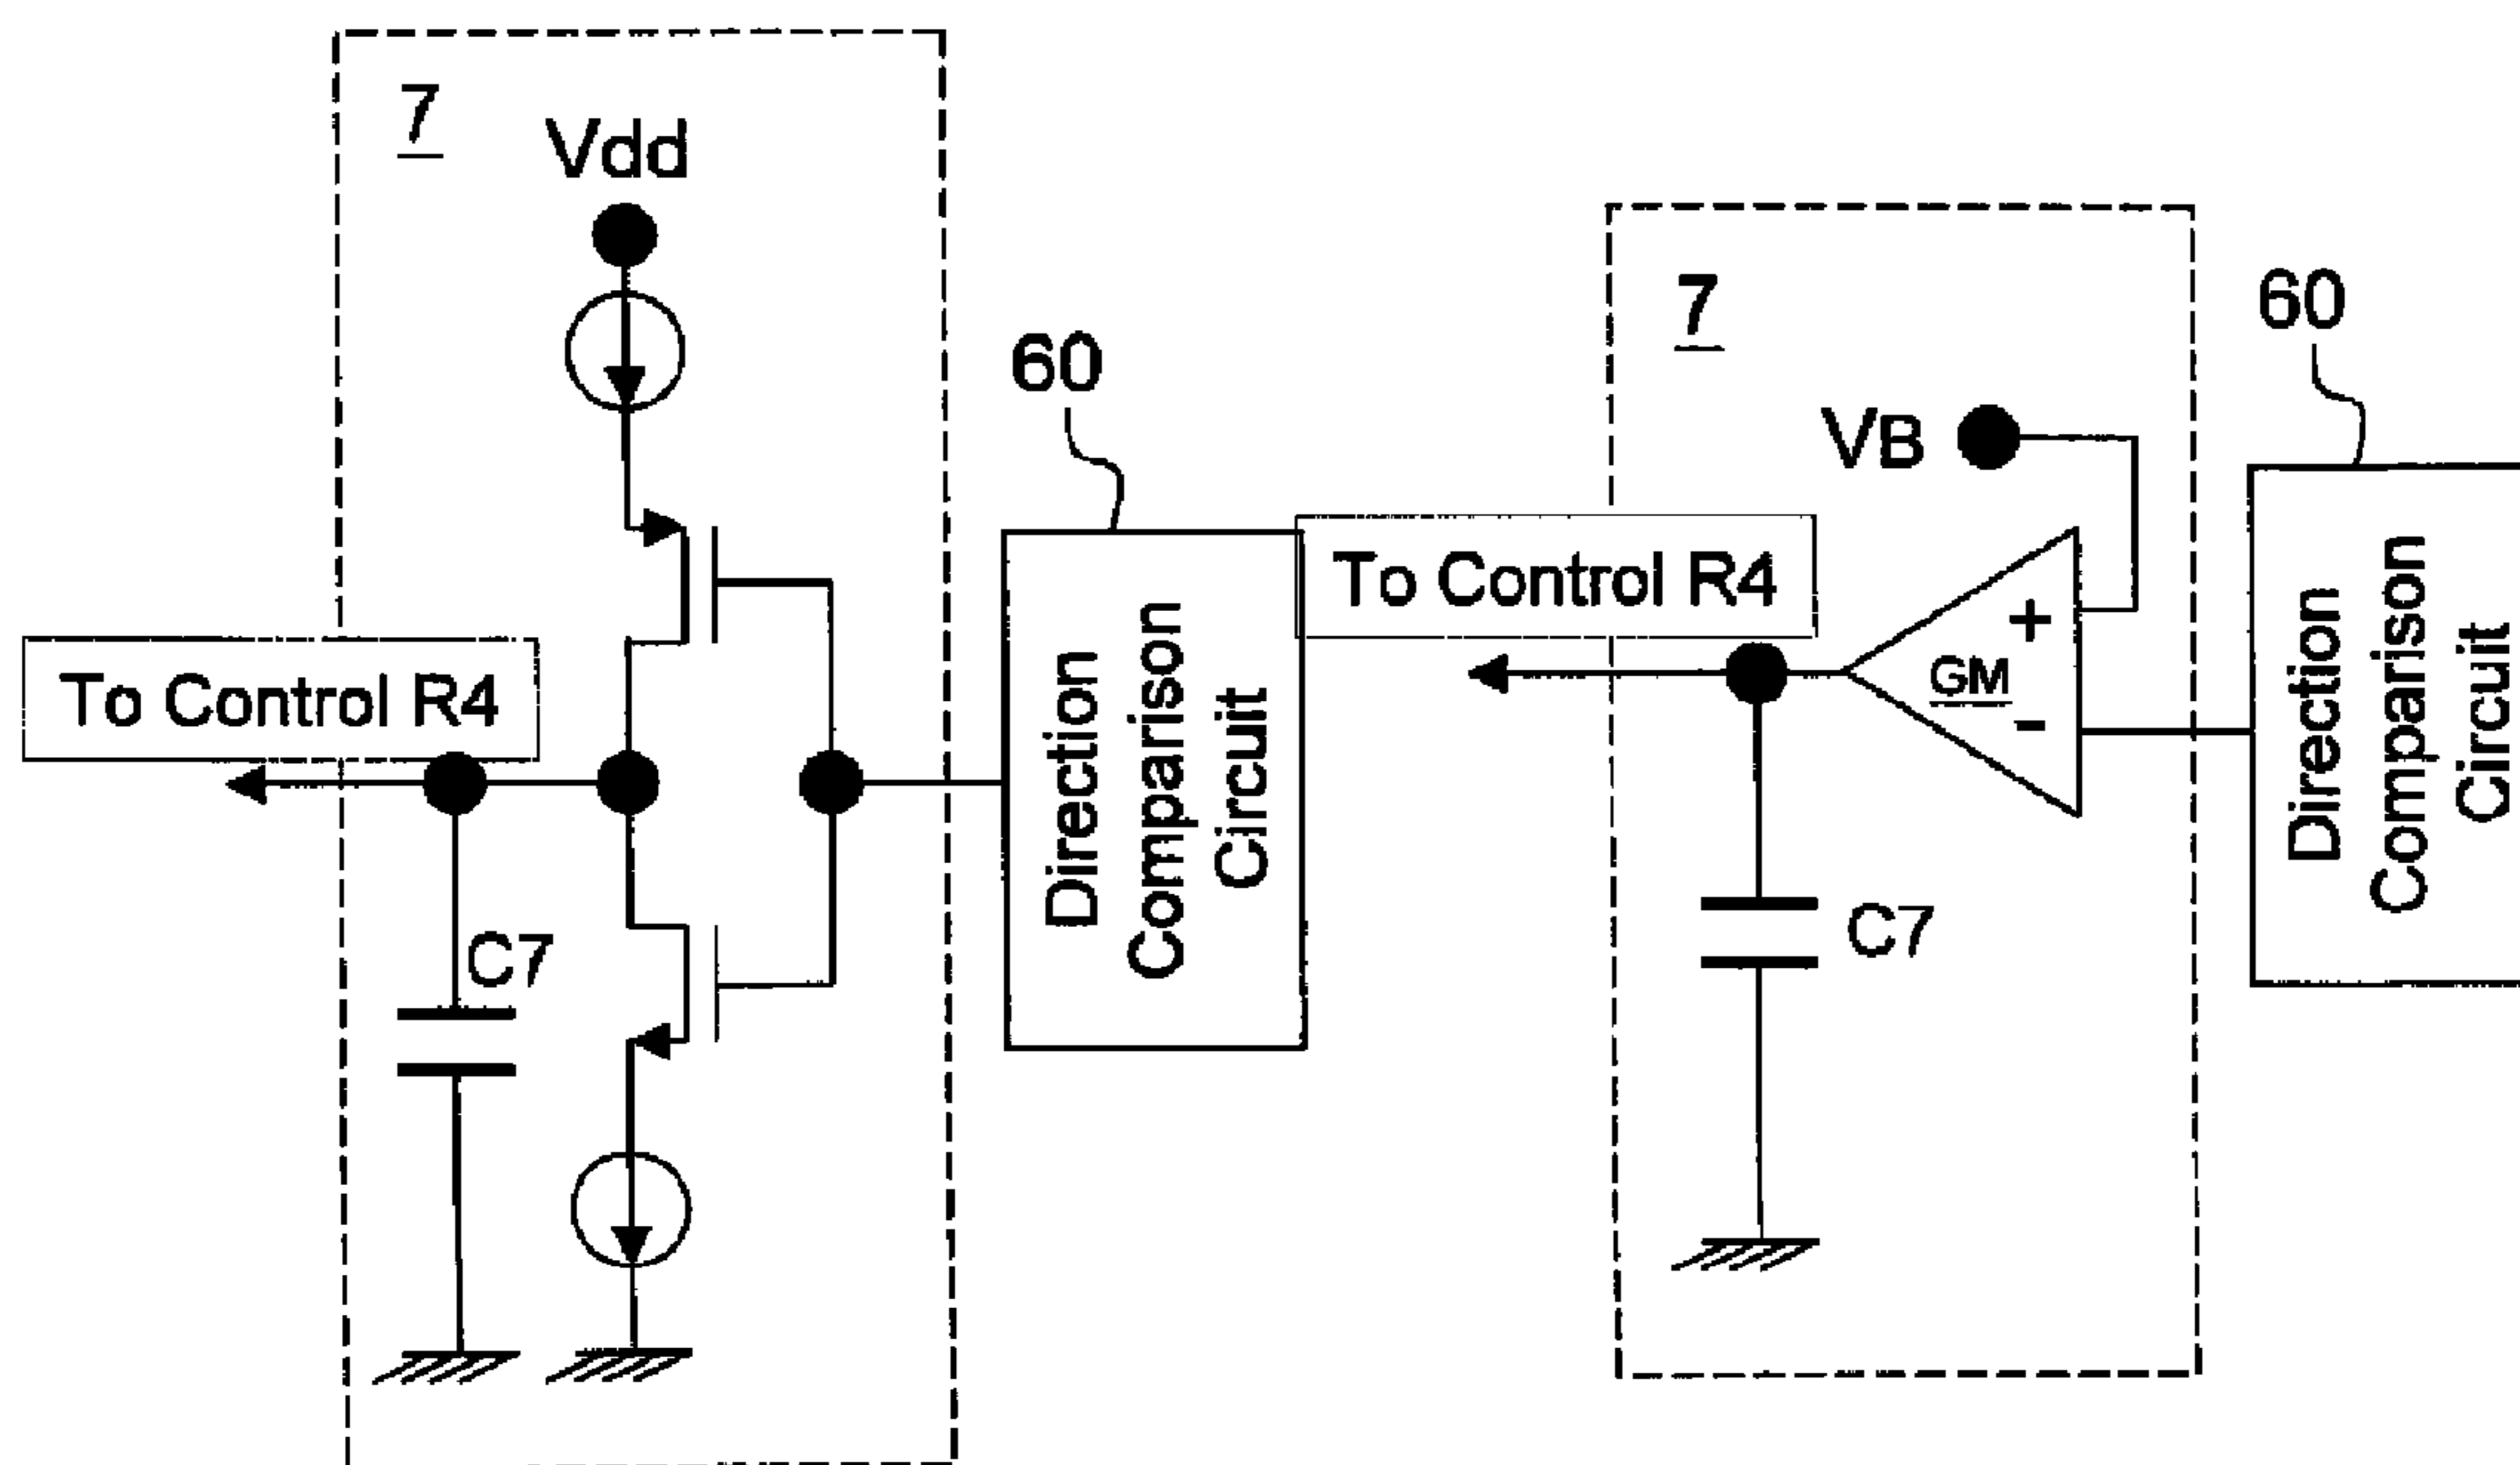 7
Vdd
60
To Control R4
Direction
Comparison
Circuit
C7
7
60
VB
To Control R4
+
GM
-
Direction
Comparison
Circuit
C7